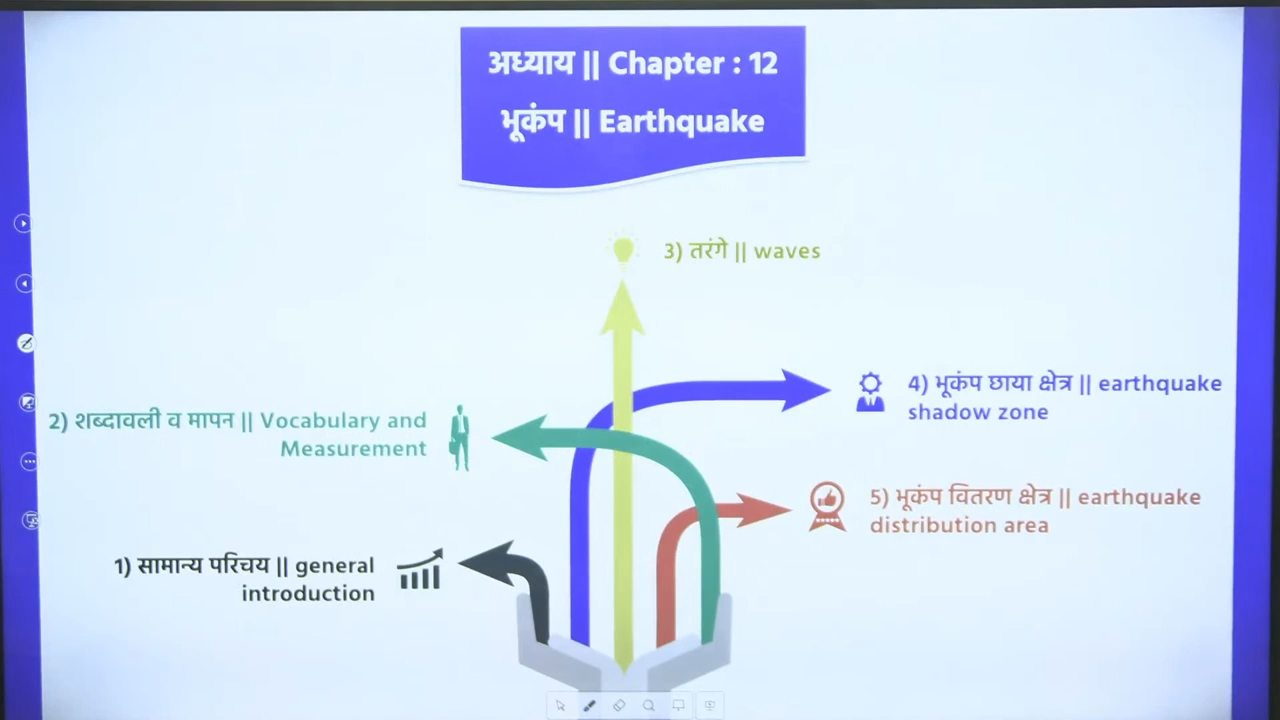 अध्याय || Chapter : 12
भूकंप || Earthquake
3) तरंगे || waves
4) भूकंप छाया क्षेत्र || earthquake
shadow zone
2) शब्दावली व मापन || Vocabulary and
Measurement
5) भूकंप वितरण क्षेत्र || earthquake
distribution area
1) सामान्य परिचय || general
introduction